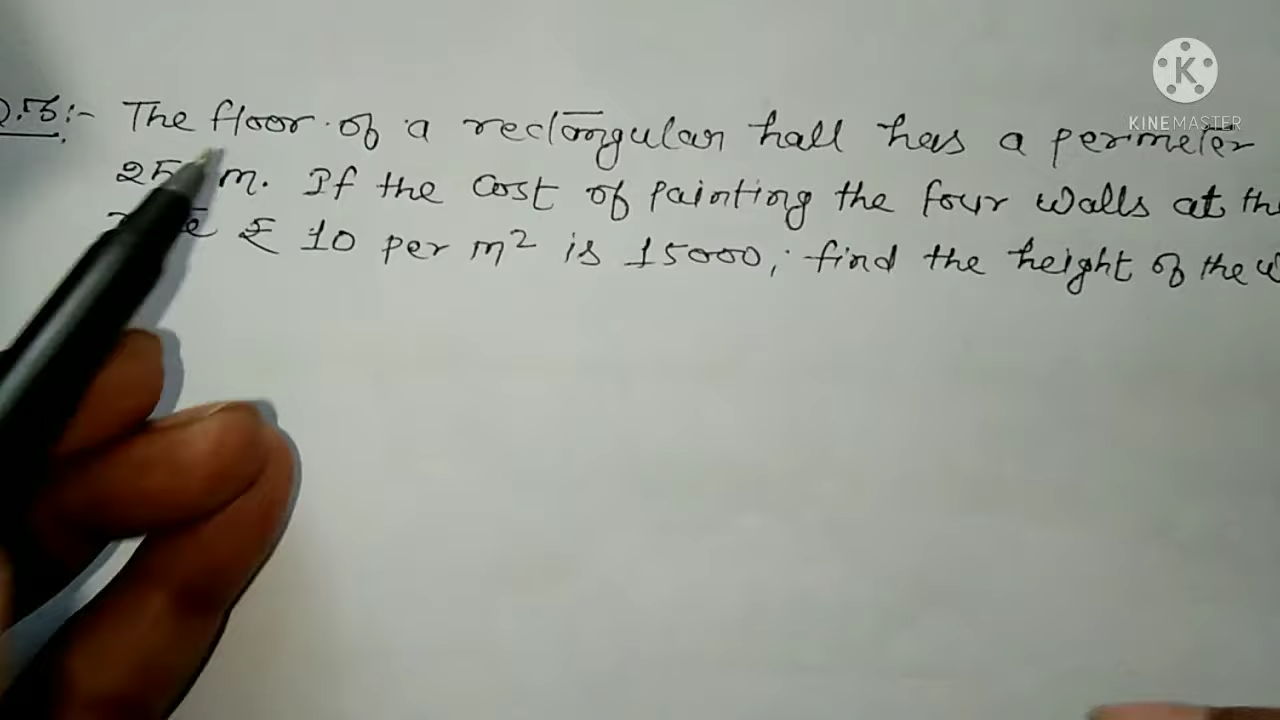 KINEMASTER
Q.5:- The floor of a rectangular hall has a perimeter
m. If the cost of painting the four walls at
₹ 10 per m² is 15000, find the height of the